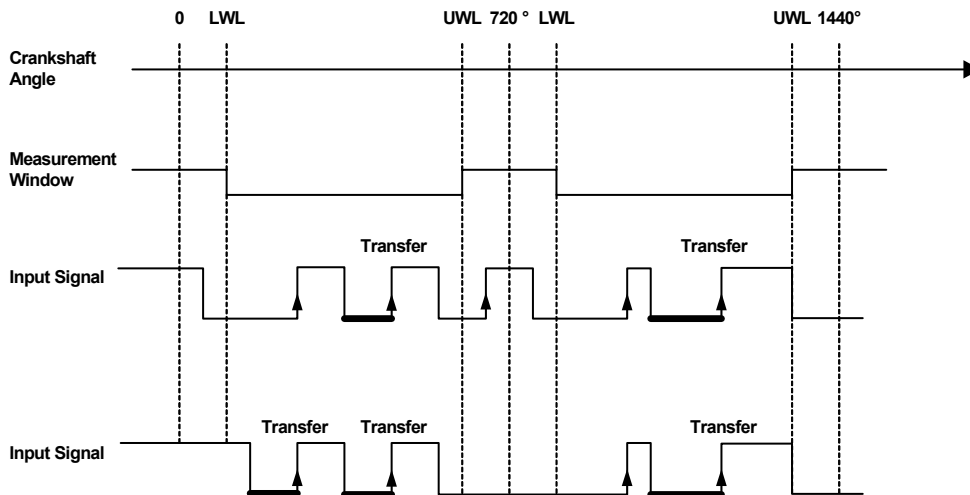 0 LWL UWL 720 ° LWL UWL 1440°
Crankshaft
Angle
Measurement
Window
Transfer Transfer
Input Signal
Transfer Transfer Transfer
Input Signal